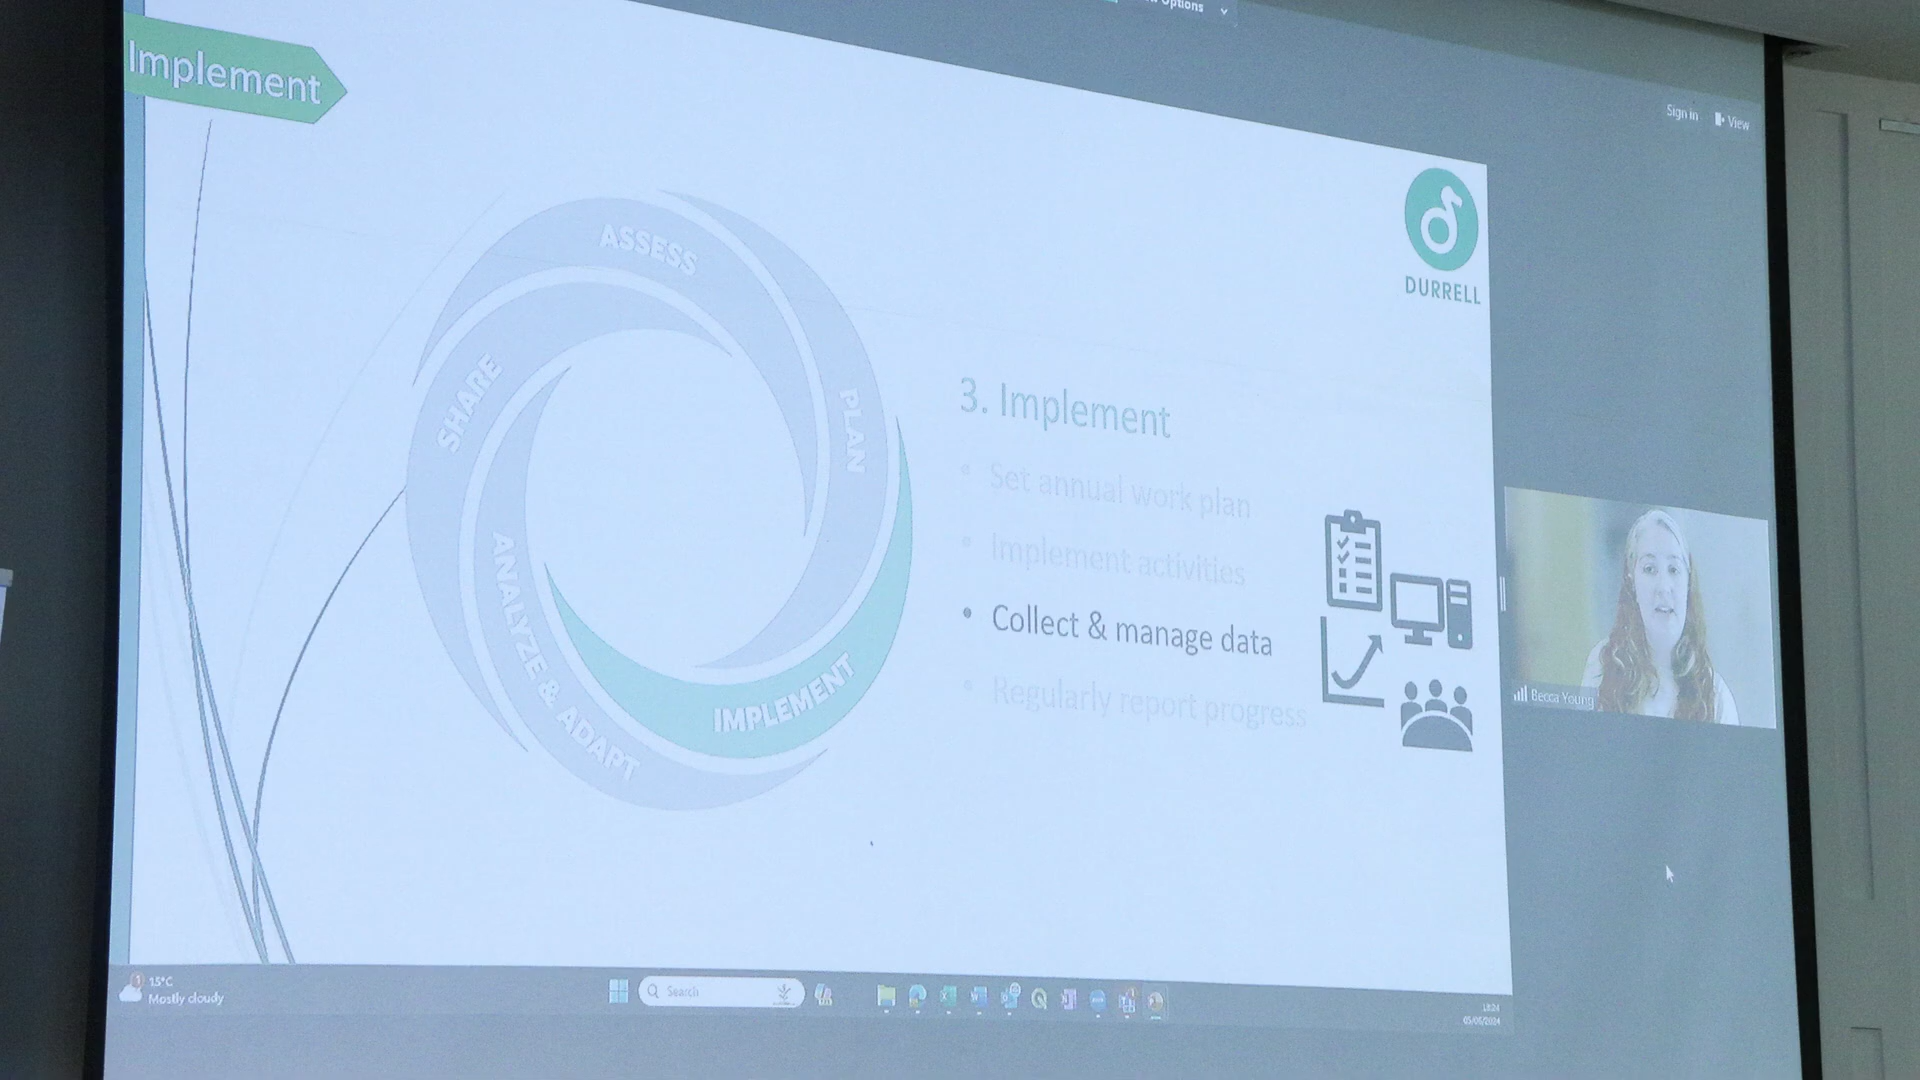 Options
Implement
Sign in
View
DURRELL
ASSESS
SHARE
PLAN
ANALYZE & ADAPT
IMPLEMENT
3. Implement
• Set annual work plan
• Implement activities
• Collect & manage data
• Regularly report progress
Becca Young
15°C
Mostly cloudy
Search